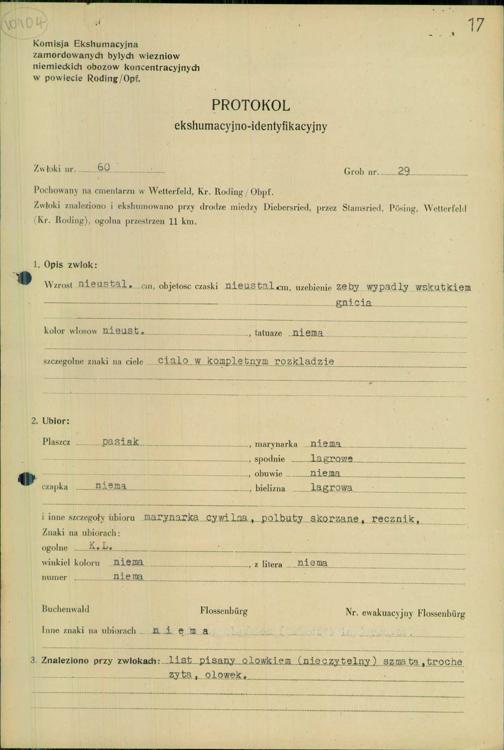 10104
17
Komisja Ekshumacyjna
zamordowanych bylych wiezniow
niemieckich obozow koncentracyjnych
w powiecie Roding/Opf.
PROTOKOL
ekshumacyjno-identyfikacyjny
Zwloki nr. 60 Grob nr. 29
Pochowany na cmentarzu w Wetterfeld, Kr. Roding / Obpf.
Zwloki znaleziono i ekshumowano przy drodze miedzy Diebersried, przez Stamsried, Pösing, Wetterfeld
(Kr. Roding), ogolna przestrzen 11 km.
1. Opis zwlok:
Wzrost nieustal. cm, objetosc czaski nieustal.cm, uzebienie zeby wypadly wskutkiem
gnicia
kolor wlosow nieust. , tatuaze niema
szczegolne znaki na ciele cialo w kompletnym rozkladzie
2. Ubior:
Plaszcz pasiak , marynarka niema
, spodnie lagrowe
, obuwie niema
czapka niema , bielizna lagrowa
i inne szczegoly ubioru marynarka cywilna, polbuty skorzane, recznik,
Znaki na ubiorach:
ogolne K.L.
winkiel koloru niema , z litera niema
numer niema
Buchenwald Flossenbürg Nr. ewakuacyjny Flossenbürg
Inne znaki na ubiorach n i e m a
3. Znaleziono przy zwlokach: list pisany olowkiem (nieczytelny) szmata,troche
zyta, olowek.